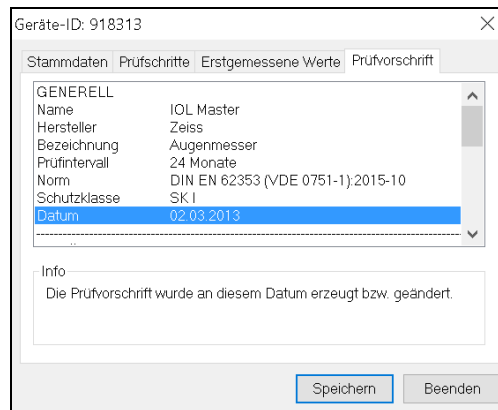 Geräte-ID: 918313
Stammdaten Prüfschritte Erstgemessene Werte Prüfvorschrift
GENERELL
Name IOL Master
Hersteller Zeiss
Bezeichnung Augenmesser
Prüfintervall 24 Monate
Norm DIN EN 62353 (VDE 0751-1):2015-10
Schutzklasse SK I
Datum 02.03.2013
Info
Die Prüfvorschrift wurde an diesem Datum erzeugt bzw. geändert.
Speichern Beenden